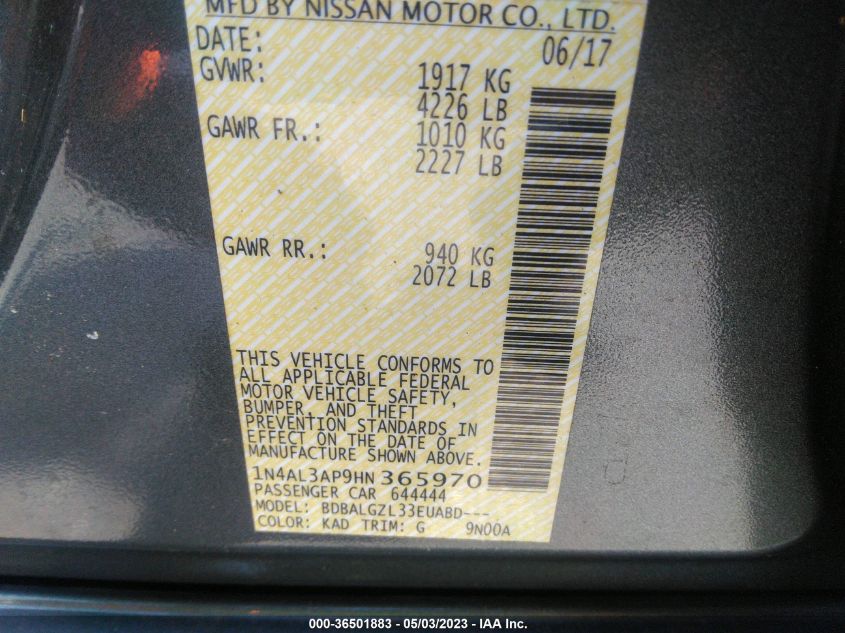 MFD BY NISSAN MOTOR CO., LTD.
DATE: 06/17
GVWR: 1917 KG
4226 LB
GAWR FR.: 1010 KG
2227 LB
GAWR RR.: 940 KG
2072 LB
THIS VEHICLE CONFORMS TO
ALL APPLICABLE FEDERAL
MOTOR VEHICLE SAFETY,
BUMPER, AND THEFT
PREVENTION STANDARDS IN
EFFECT ON THE DATE OF
MANUFACTURE SHOWN ABOVE.
1N4AL3AP9HN365970
PASSENGER CAR 644444
MODEL: BDBALGZL33EUABD---
COLOR: KAD TRIM: G 9N00A
000-36501883 - 05/03/2023 - IAA Inc.